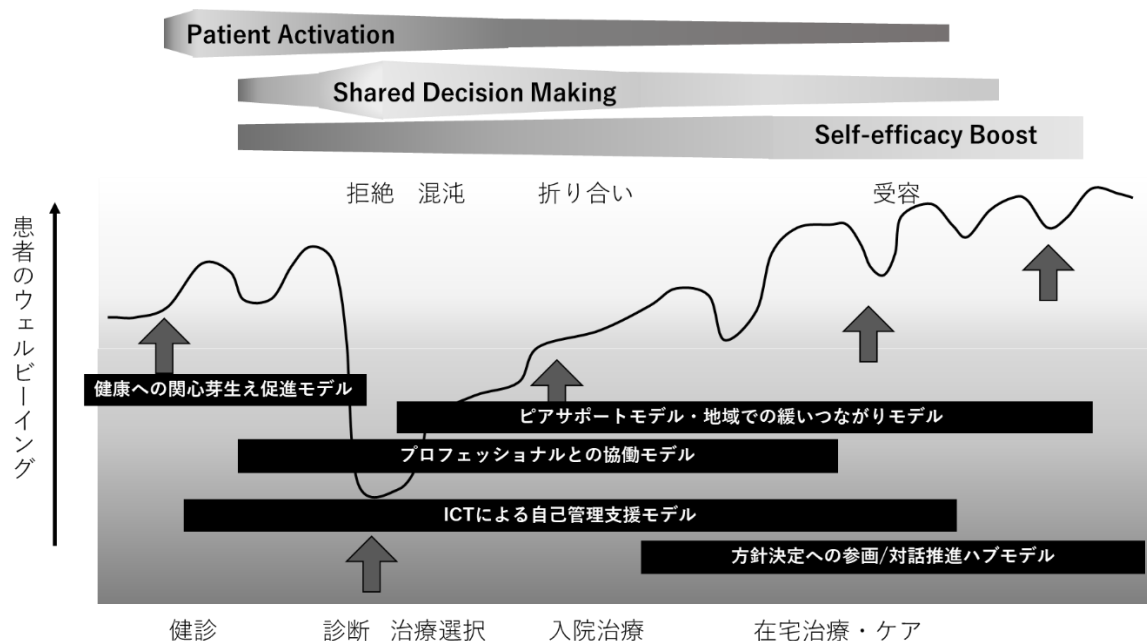 Patient Activation
Shared Decision Making
Self-efficacy Boost
拒絶 混沌 折り合い 受容
患者のウェルビーイング
健康への関心芽生え促進モデル
ピアサポートモデル・地域での緩いつながりモデル
プロフェッショナルとの協働モデル
ICTによる自己管理支援モデル
方針決定への参画/対話推進ハブモデル
健診 診断 治療選択 入院治療 在宅治療・ケア